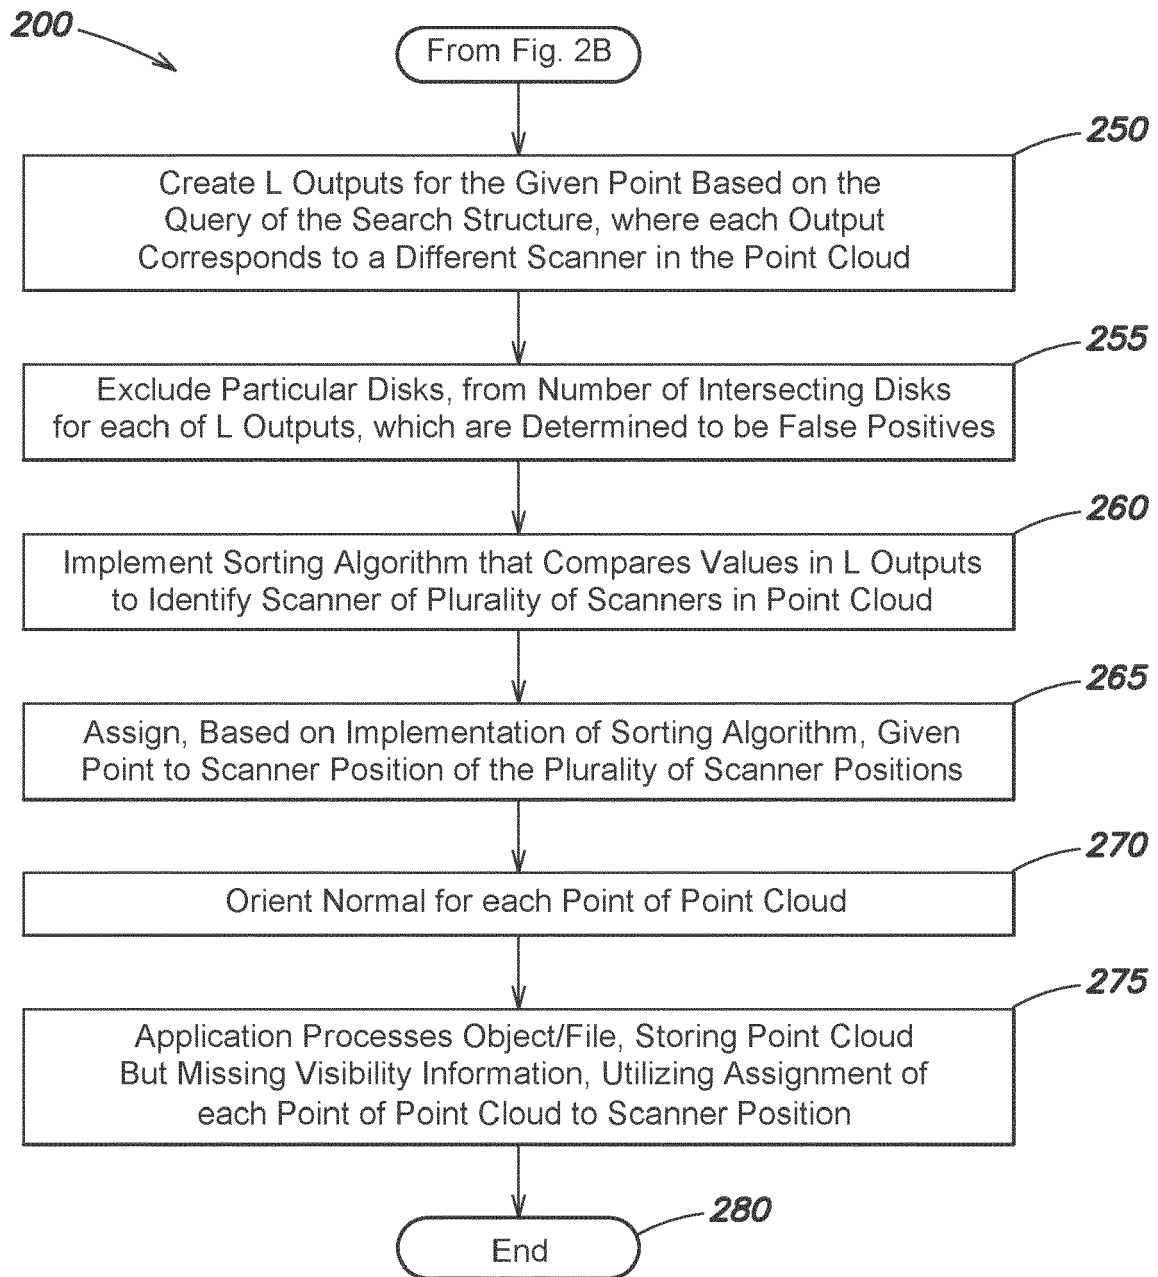 200
From Fig. 2B
250
Create L Outputs for the Given Point Based on the
Query of the Search Structure, where each Output
Corresponds to a Different Scanner in the Point Cloud
255
Exclude Particular Disks, from Number of Intersecting Disks
for each of L Outputs, which are Determined to be False Positives
260
Implement Sorting Algorithm that Compares Values in L Outputs
to Identify Scanner of Plurality of Scanners in Point Cloud
265
Assign, Based on Implementation of Sorting Algorithm, Given
Point to Scanner Position of the Plurality of Scanner Positions
270
Orient Normal for each Point of Point Cloud
275
Application Processes Object/File, Storing Point Cloud
But Missing Visibility Information, Utilizing Assignment of
each Point of Point Cloud to Scanner Position
280
End